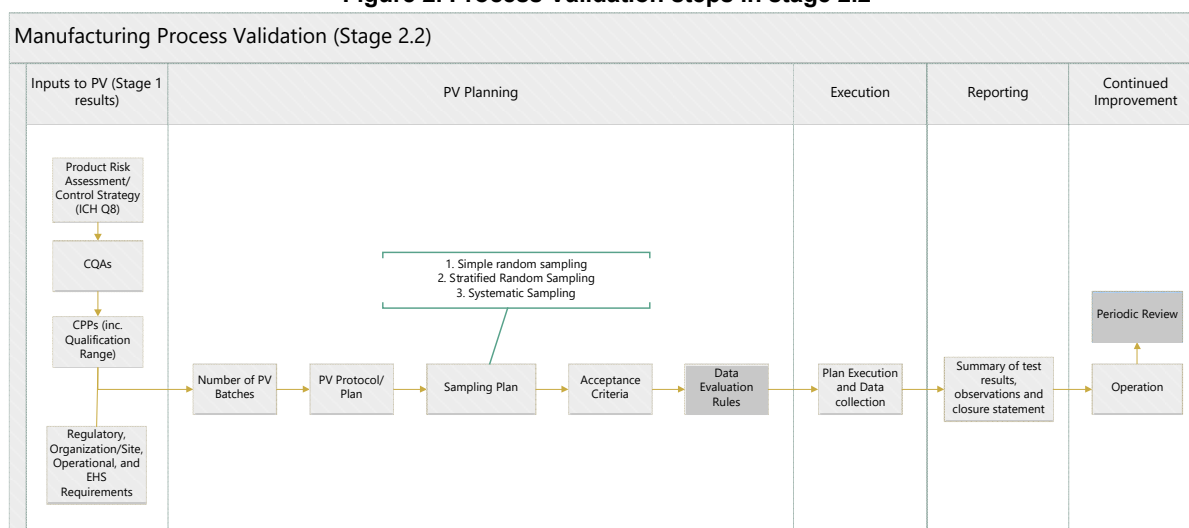 Figure 2. Process Validation steps in stage 2.2
Manufacturing Process Validation (Stage 2.2)
Inputs to PV (Stage 1
results)
PV Planning
Execution
Reporting
Continued
Improvement
Product Risk
Assessment/
Control Strategy
(ICH Q8)
CQAs
CPPs (inc.
Qualification
Range)
Regulatory,
Organization/Site,
Operational, and
EHS
Requirements
1. Simple random sampling
2. Stratified Random Sampling
3. Systematic Sampling
Number of PV
Batches
PV Protocol/
Plan
Sampling Plan
Acceptance
Criteria
Data
Evaluation
Rules
Plan Execution
and Data
collection
Summary of test
results,
observations and
closure statement
Periodic Review
Operation